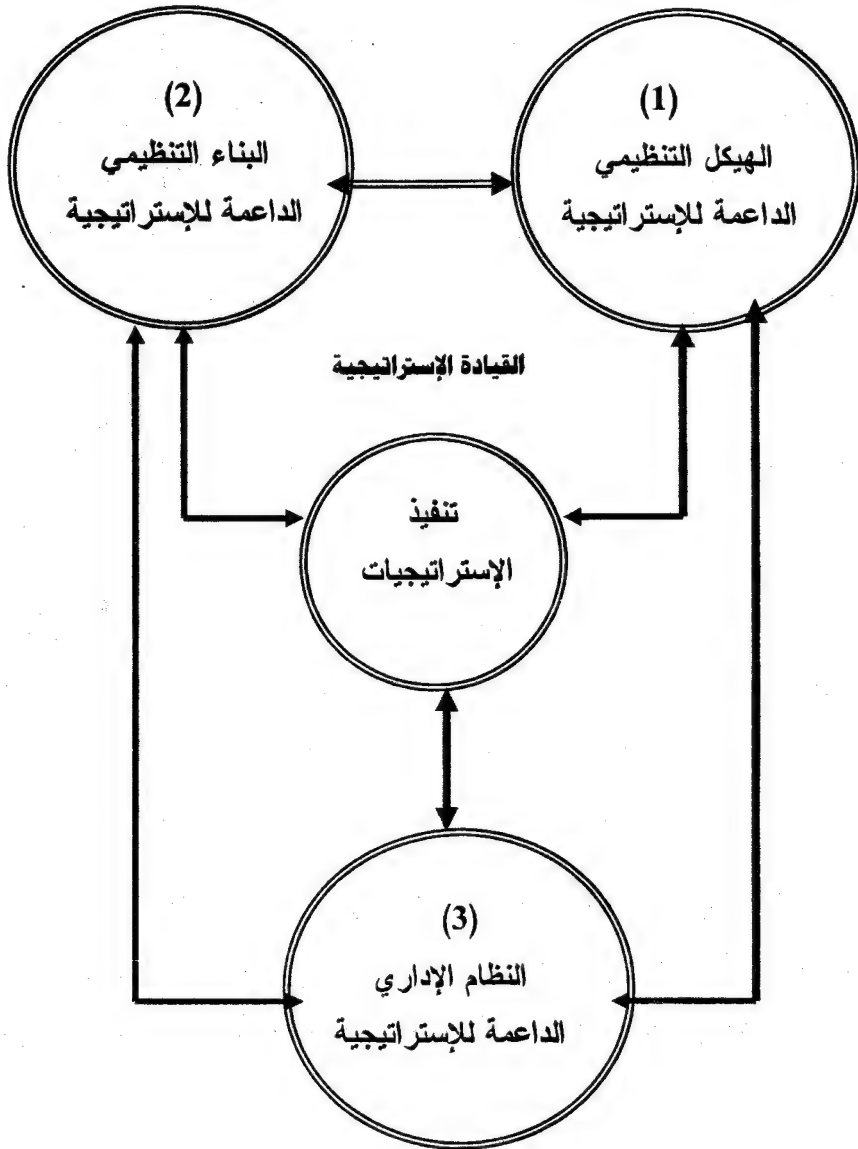 (1)
الهيكل التنظيمي
الداعمة للإستراتيجية
(2)
البناء التنظيمي
الداعمة للإستراتيجية
القيادة الإستراتيجية
تنفيذ
الإستراتيجيات
(3)
النظام الإداري
الداعمة للإستراتيجية